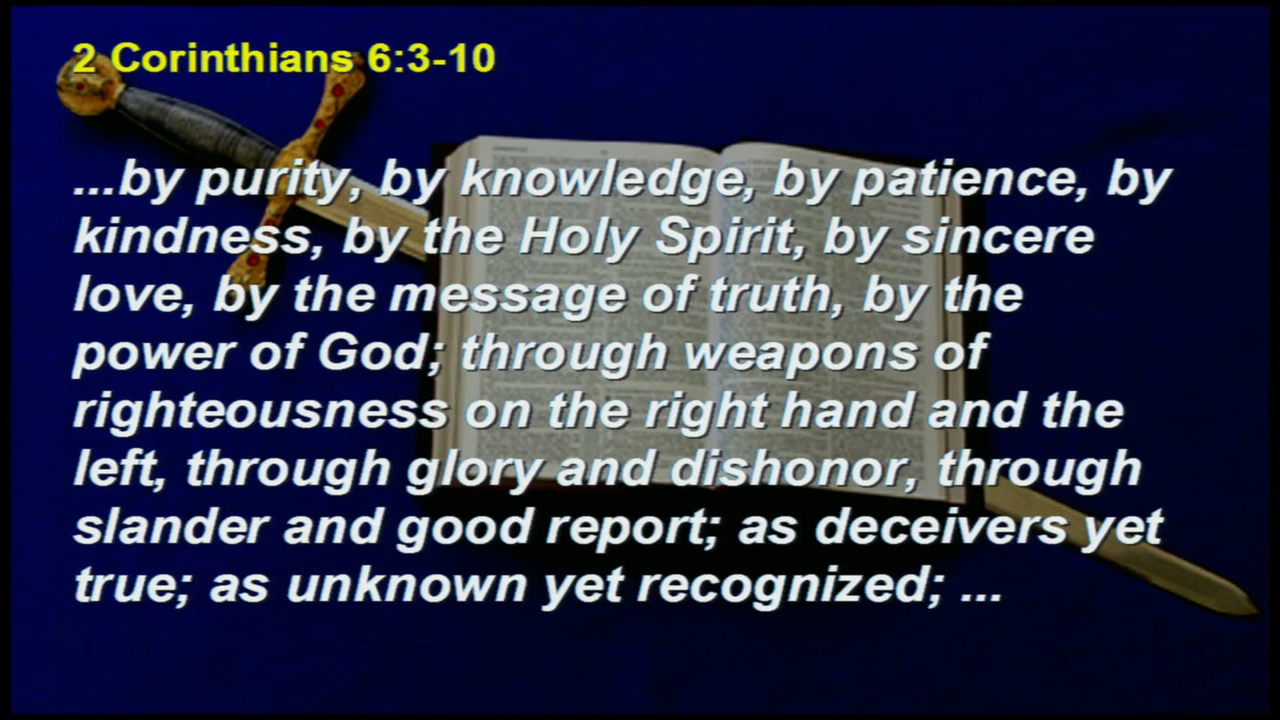 2 Corinthians 6:3-10
...by purity, by knowledge, by patience, by
kindness, by the Holy Spirit, by sincere
love, by the message of truth, by the
power of God; through weapons of
righteousness on the right hand and the
left, through glory and dishonor, through
slander and good report; as deceivers yet
true; as unknown yet recognized; ...